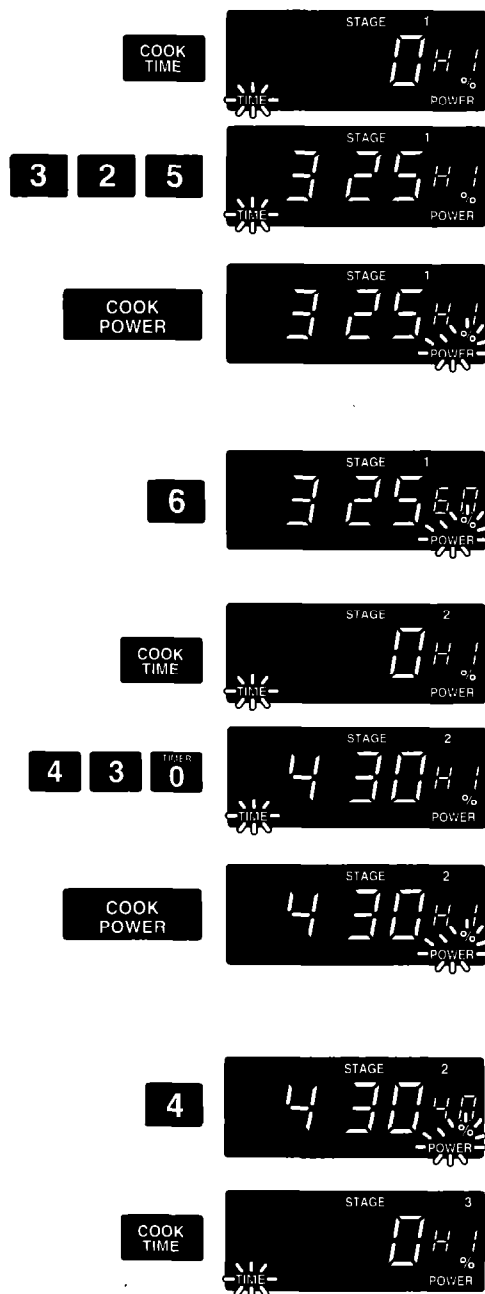 STAGE 1
COOK
TIME
0 HI
%
TIME POWER
STAGE 1
3 2 5
3 25 HI
%
TIME POWER
STAGE 1
COOK
POWER
3 25 HI
%
POWER
STAGE 1
6
3 25 60
%
POWER
STAGE 2
COOK
TIME
0 HI
%
TIME POWER
STAGE 2
TIMER
4 3 0
4 30 HI
%
TIME POWER
STAGE 2
COOK
POWER
4 30 HI
%
POWER
STAGE 2
4
4 30 40
%
POWER
STAGE 3
COOK
TIME
0 HI
%
TIME POWER